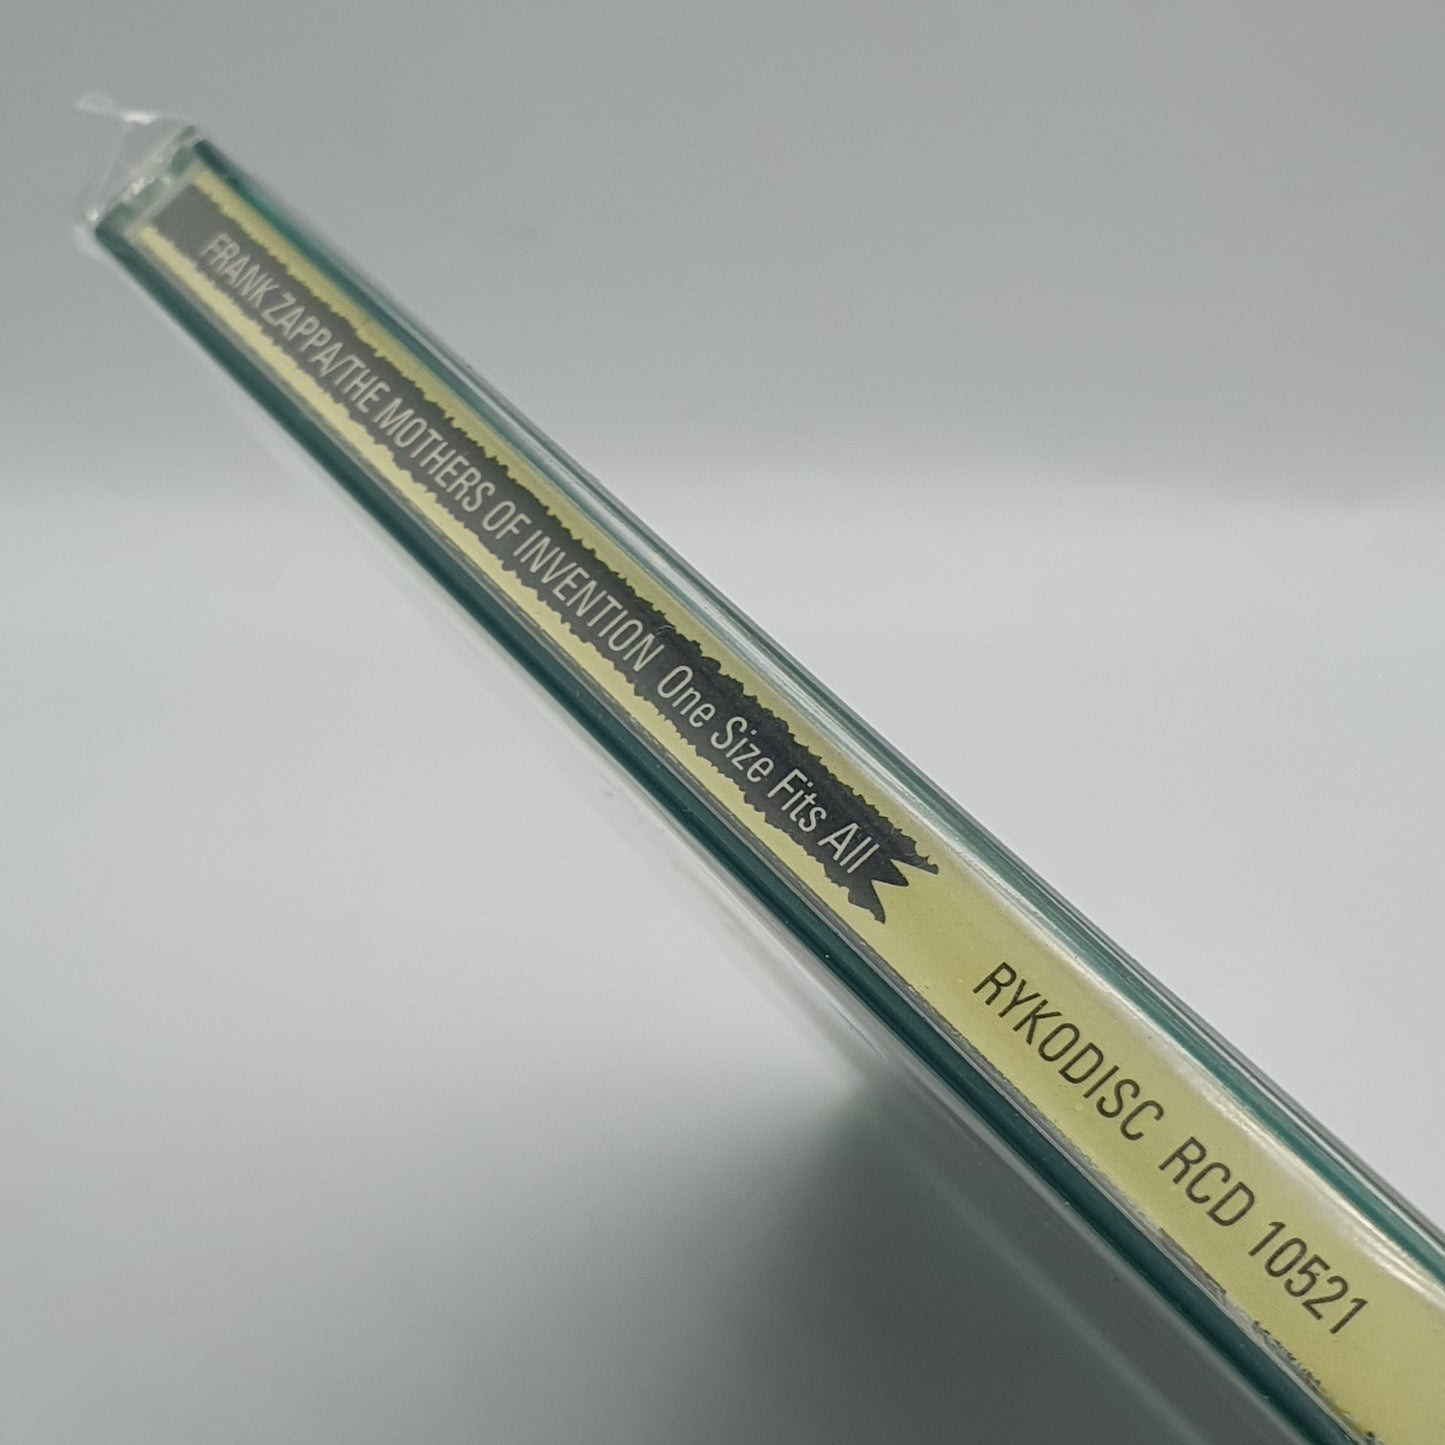 FRANK ZAPPA/THE MOTHERS OF INVENTION One Size Fits All RYKODISC RCD 10521